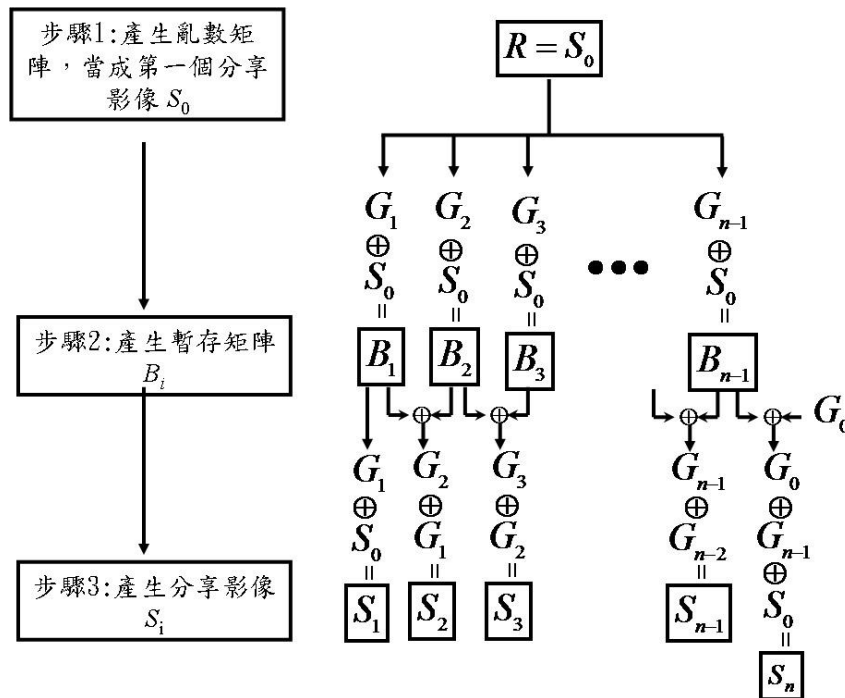 步驟1:產生亂數矩
陣，當成第一個分享
影像 S₀
步驟2:產生暫存矩陣
Bᵢ
步驟3:產生分享影像
Sᵢ
R = S₀
G₁ G₂ G₃ ••• Gₙ₋₁
⊕ ⊕ ⊕ ⊕
S₀ S₀ S₀ S₀
= = = =
B₁ B₂ B₃ Bₙ₋₁
⊕ ⊕ ⊕ ⊕ G₀
G₁ G₂ G₃ Gₙ₋₁ G₀
⊕ ⊕ ⊕ ⊕ ⊕
S₀ G₁ G₂ Gₙ₋₂ Gₙ₋₁
= = = = ⊕
S₁ S₂ S₃ Sₙ₋₁ S₀
=
sₙ